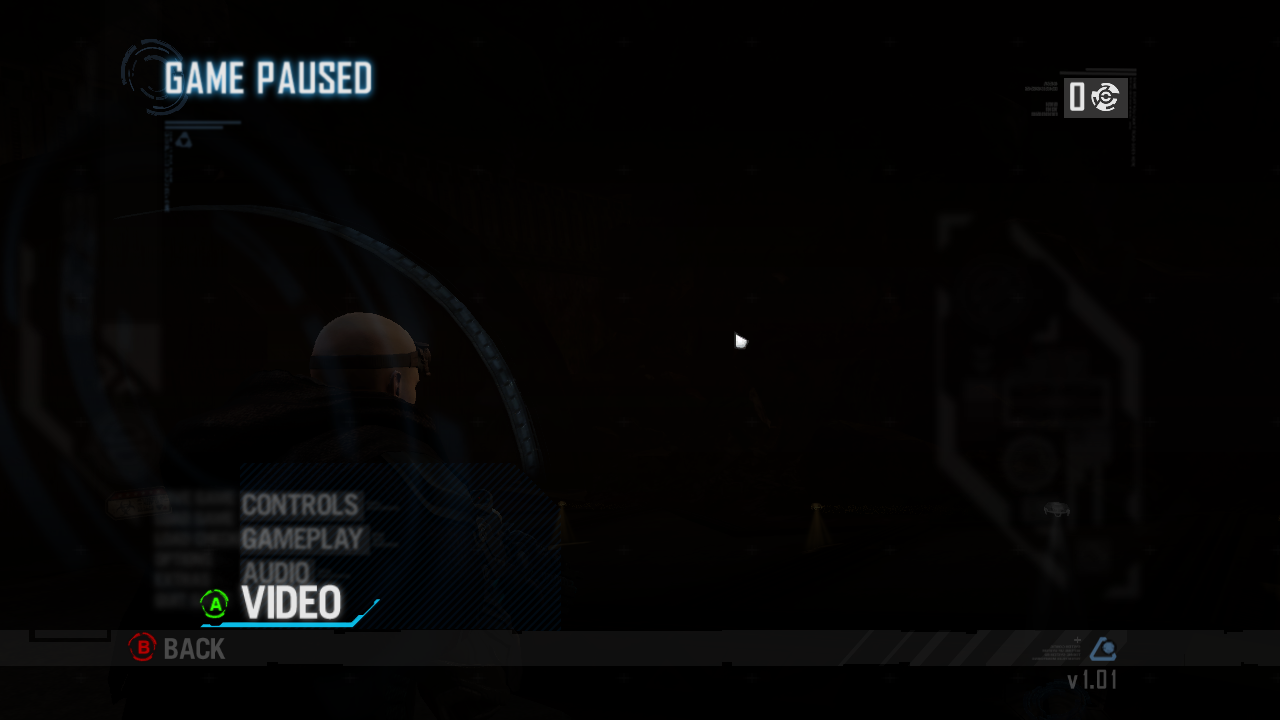 GAME PAUSED
0
CONTROLS
GAMEPLAY
AUDIO
A VIDEO
B BACK
v1.01